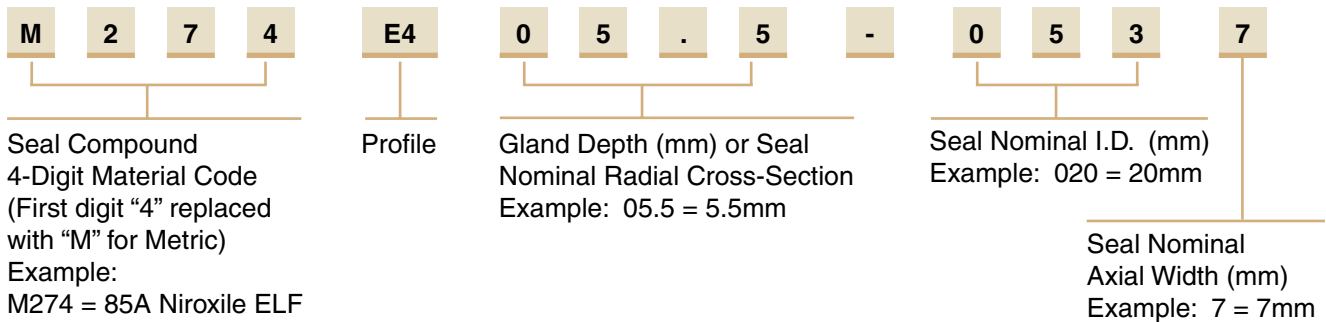 M 2 7 4 E4 0 5 . 5 - 0 5 3 7
Seal Compound
4-Digit Material Code
(First digit “4” replaced
with “M” for Metric)
Example:
M274 = 85A Niroxile ELF
Profile
Gland Depth (mm) or Seal
Nominal Radial Cross-Section
Example: 05.5 = 5.5mm
Seal Nominal I.D. (mm)
Example: 020 = 20mm
Seal Nominal
Axial Width (mm)
Example: 7 = 7mm